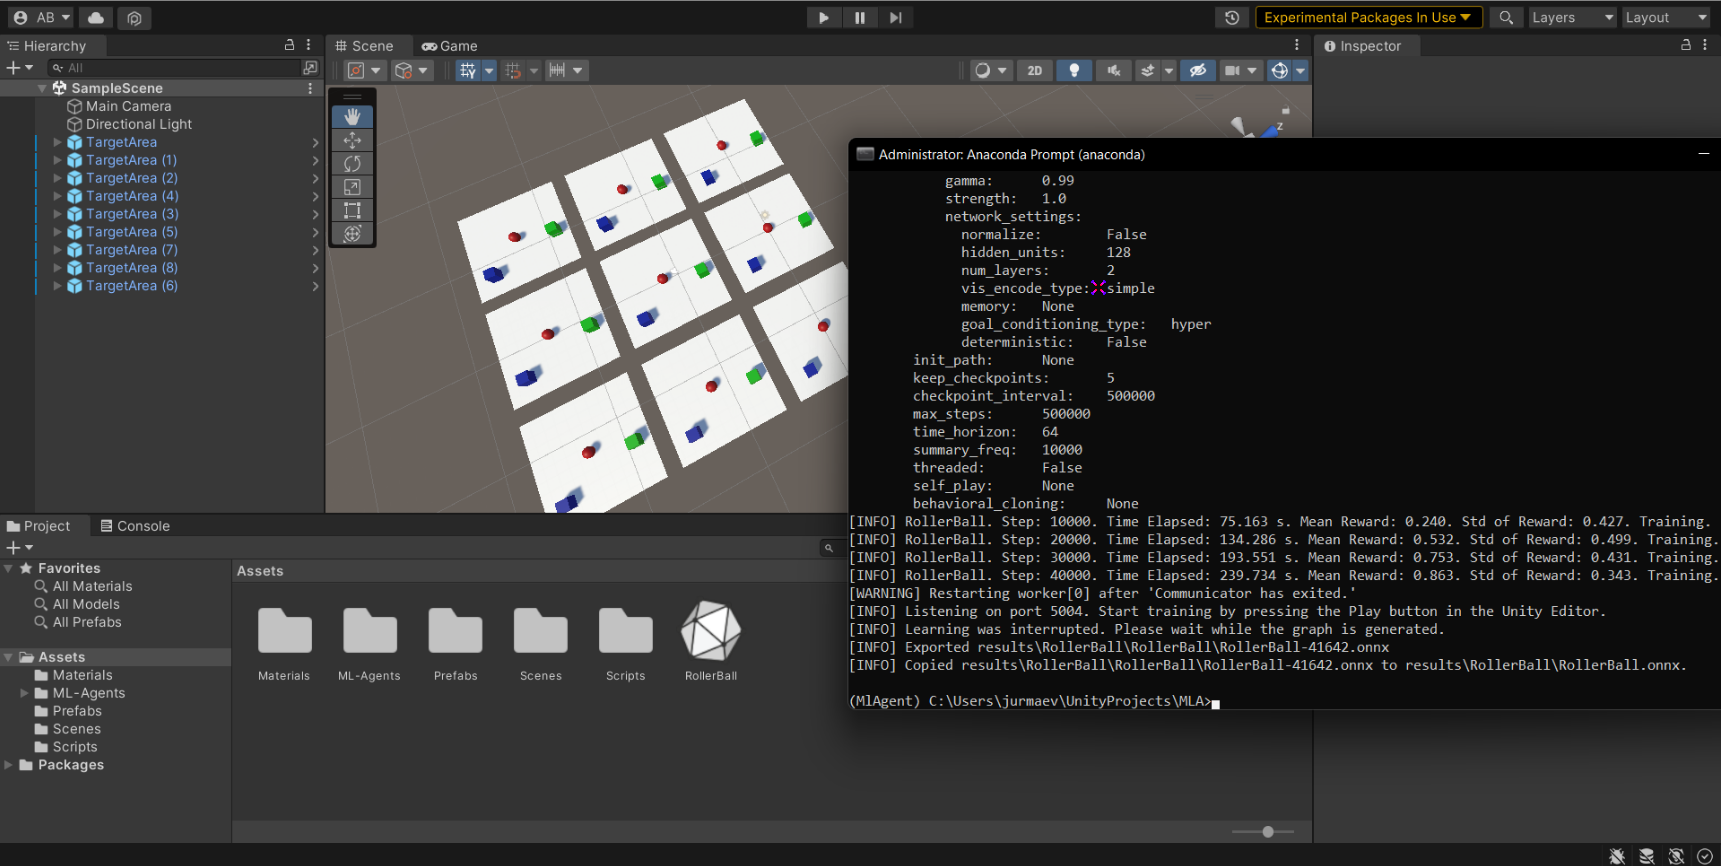 AB
Experimental Packages In Use
Layers
Layout
Hierarchy
Scene
Game
Inspector
All
2D
SampleScene
Main Camera
Directional Light
TargetArea
TargetArea (1)
TargetArea (2)
TargetArea (4)
TargetArea (3)
TargetArea (5)
TargetArea (7)
TargetArea (8)
TargetArea (6)
z
Administrator: Anaconda Prompt (anaconda)
gamma: 0.99
strength: 1.0
network_settings:
normalize: False
hidden_units: 128
num_layers: 2
vis_encode_type: simple
memory: None
goal_conditioning_type: hyper
deterministic: False
init_path: None
keep_checkpoints: 5
checkpoint_interval: 500000
max_steps: 500000
time_horizon: 64
summary_freq: 10000
threaded: False
self_play: None
behavioral_cloning: None
[INFO] RollerBall. Step: 10000. Time Elapsed: 75.163 s. Mean Reward: 0.240. Std of Reward: 0.427. Training.
[INFO] RollerBall. Step: 20000. Time Elapsed: 134.286 s. Mean Reward: 0.532. Std of Reward: 0.499. Training.
[INFO] RollerBall. Step: 30000. Time Elapsed: 193.551 s. Mean Reward: 0.753. Std of Reward: 0.431. Training.
[INFO] RollerBall. Step: 40000. Time Elapsed: 239.734 s. Mean Reward: 0.863. Std of Reward: 0.343. Training.
[WARNING] Restarting worker[0] after 'Communicator has exited.'
[INFO] Listening on port 5004. Start training by pressing the Play button in the Unity Editor.
[INFO] Learning was interrupted. Please wait while the graph is generated.
[INFO] Exported results\RollerBall\RollerBall\RollerBall-41642.onnx
[INFO] Copied results\RollerBall\RollerBall\RollerBall-41642.onnx to results\RollerBall\RollerBall.onnx.
(MlAgent) C:\Users\jurmaev\UnityProjects\MLA>
Project
Console
Favorites
All Materials
All Models
All Prefabs
Assets
Materials
ML-Agents
Prefabs
Scenes
Scripts
Packages
Assets
Materials
ML-Agents
Prefabs
Scenes
Scripts
RollerBall